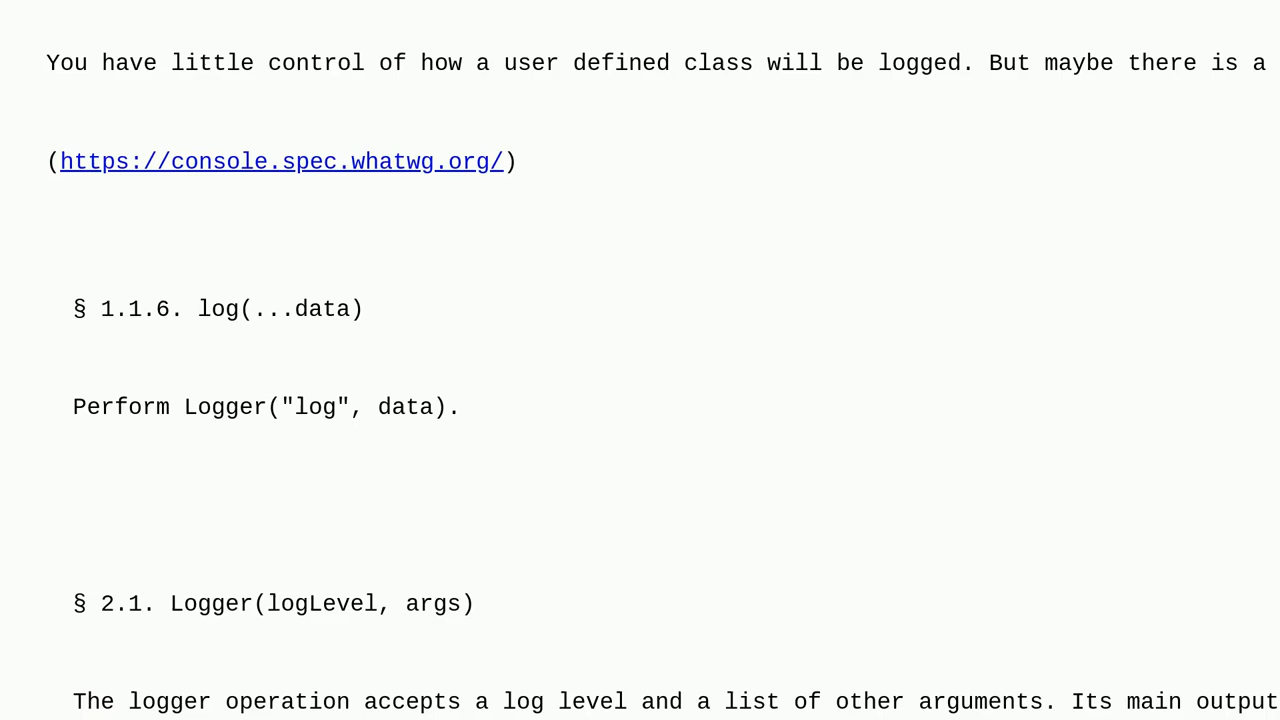 You have little control of how a user defined class will be logged. But maybe there is a
(https://console.spec.whatwg.org/)
§ 1.1.6. log(...data)
Perform Logger("log", data).
§ 2.1. Logger(logLevel, args)
The logger operation accepts a log level and a list of other arguments. Its main output